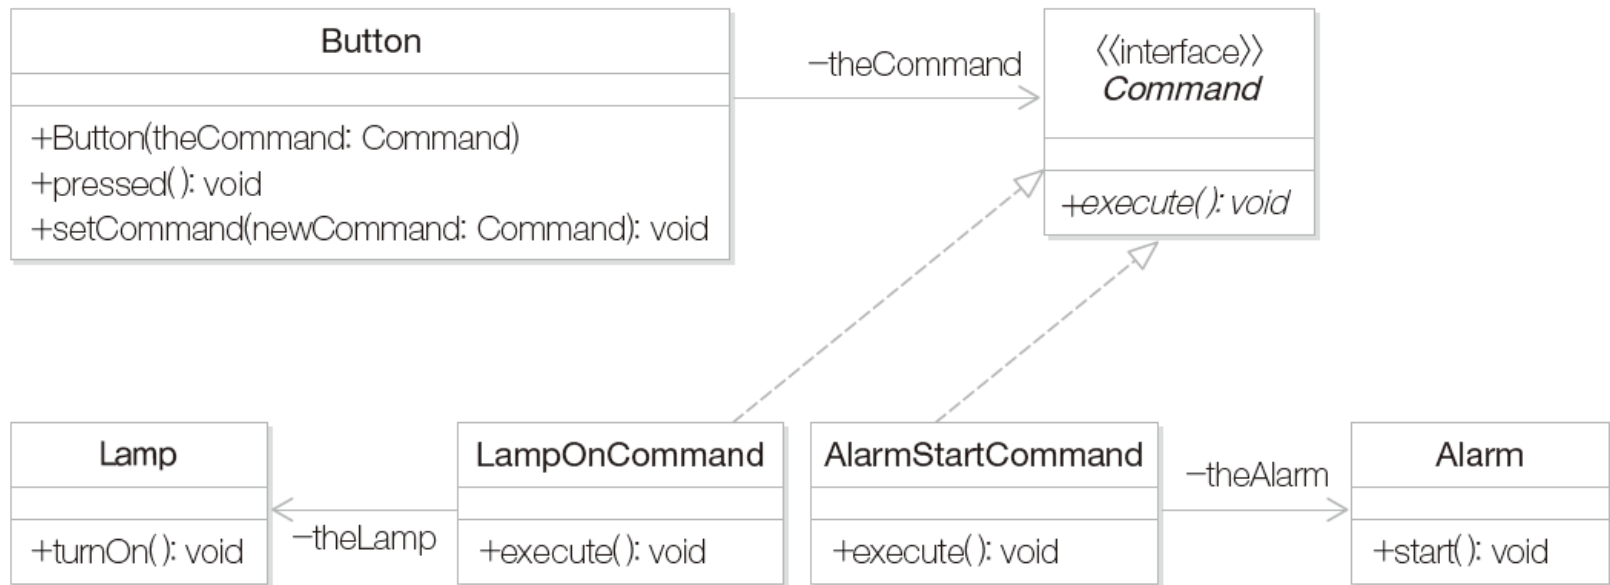 Button
+Button(theCommand: Command)
+pressed(): void
+setCommand(newCommand: Command): void
–theCommand
⟨⟨interface⟩⟩
Command
+execute(): void
Lamp
+turnOn(): void
–theLamp
LampOnCommand
+execute(): void
AlarmStartCommand
+execute(): void
–theAlarm
Alarm
+start(): void